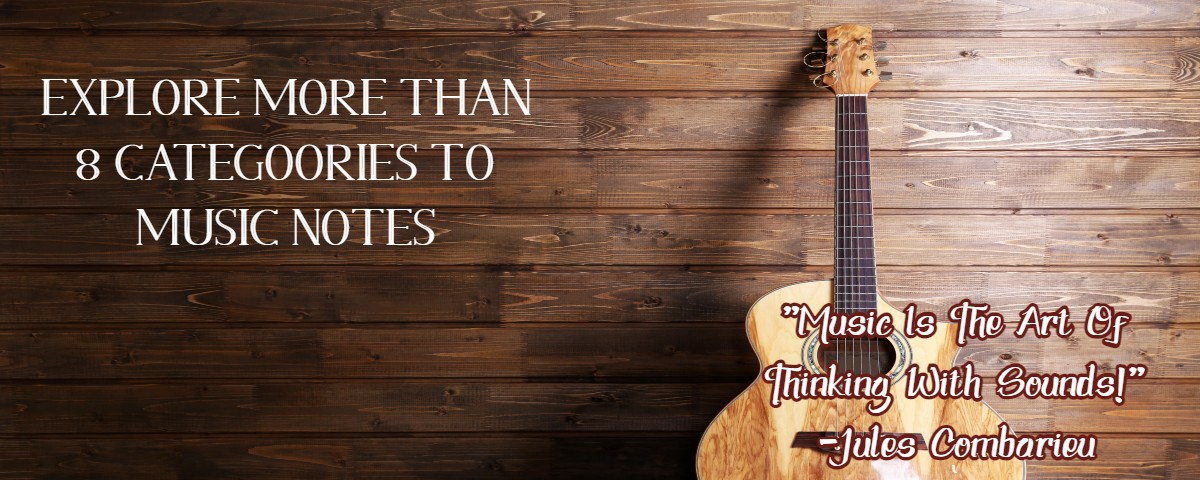 EXPLORE MORE THAN
8 CATEGOORIES TO
MUSIC NOTES
"Music Is The Art Of
Thinking With Sounds!"
-Jules Combarieu